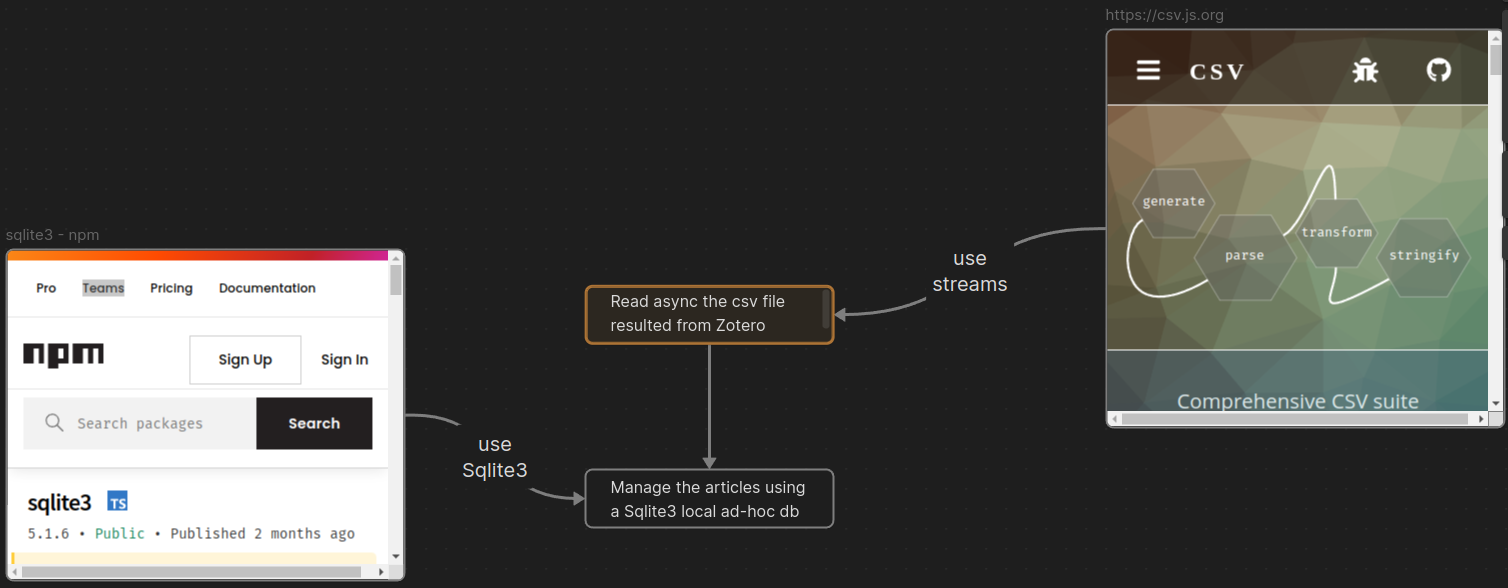 https://csv.js.org
CSV
generate
parse
transform
stringify
Comprehensive CSV suite
use
streams
Read async the csv file
resulted from Zotero
sqlite3 - npm
Pro Teams Pricing Documentation
npm
Sign Up Sign In
Search packages Search
sqlite3 TS
5.1.6 • Public • Published 2 months ago
use
Sqlite3
Manage the articles using
a Sqlite3 local ad-hoc db